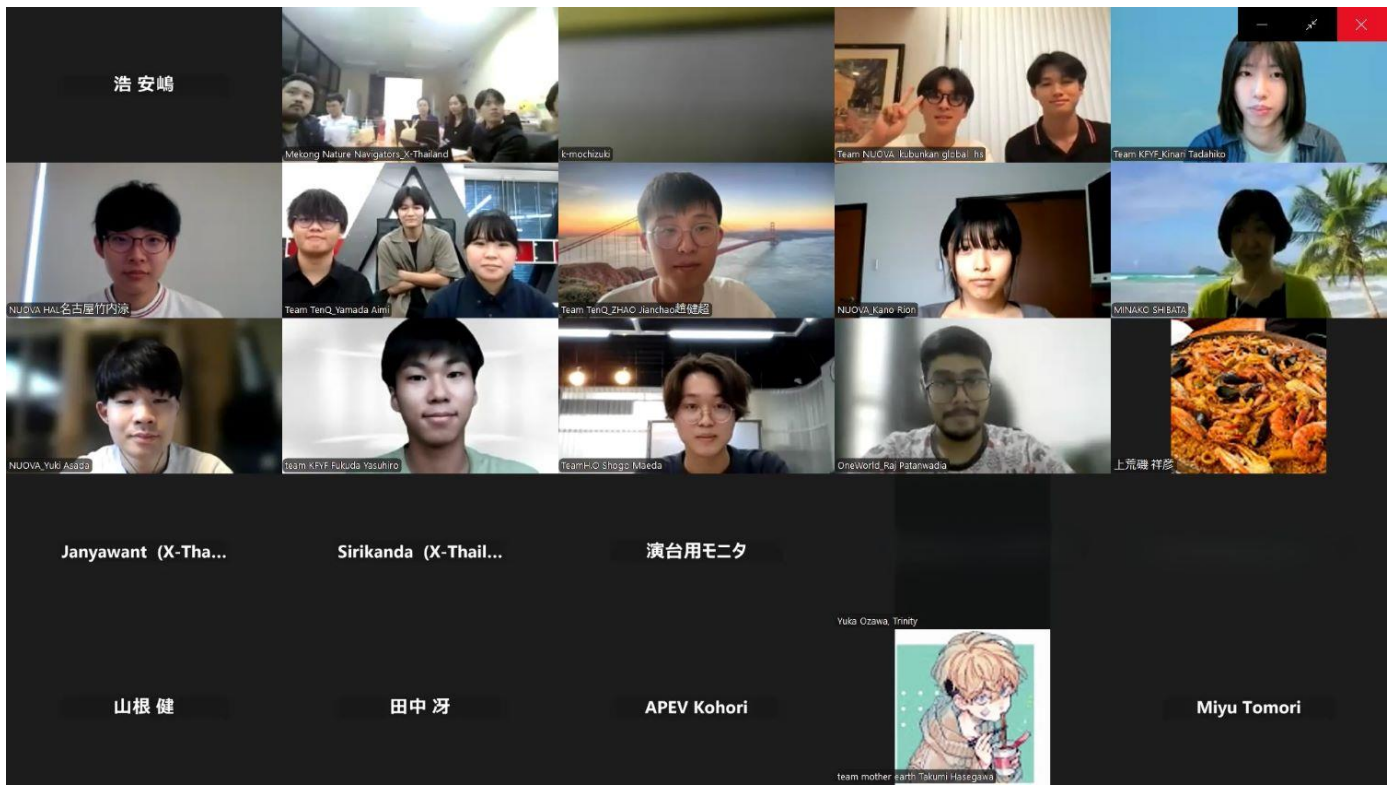 浩 安嶋
Mekong Nature Navigators_X-Thailand
k-mochizuki
Team NUOVA_ikubunkan global hs
Team KFYF_Kinari Tadahiko
NUOVA HAL名古屋竹内涼
Team TenQ_Yamada Aimi
Team TenQ_ZHAO Jianchao趙健超
NUOVA_Kano Rion
MINAKO SHIBATA
NUOVA_Yuki Asada
team KFYF Fukuda Yasuhiro
TeamH.O Shogo Maeda
OneWorld_Raj Patanwadia
上荒磯 祥彦
Janyawant (X-Tha...
Sirikanda (X-Thail...
演台用モニタ
Yuka Ozawa, Trinity
山根 健
田中 冴
APEV Kohori
team mother earth Takumi Hasegawa
Miyu Tomori